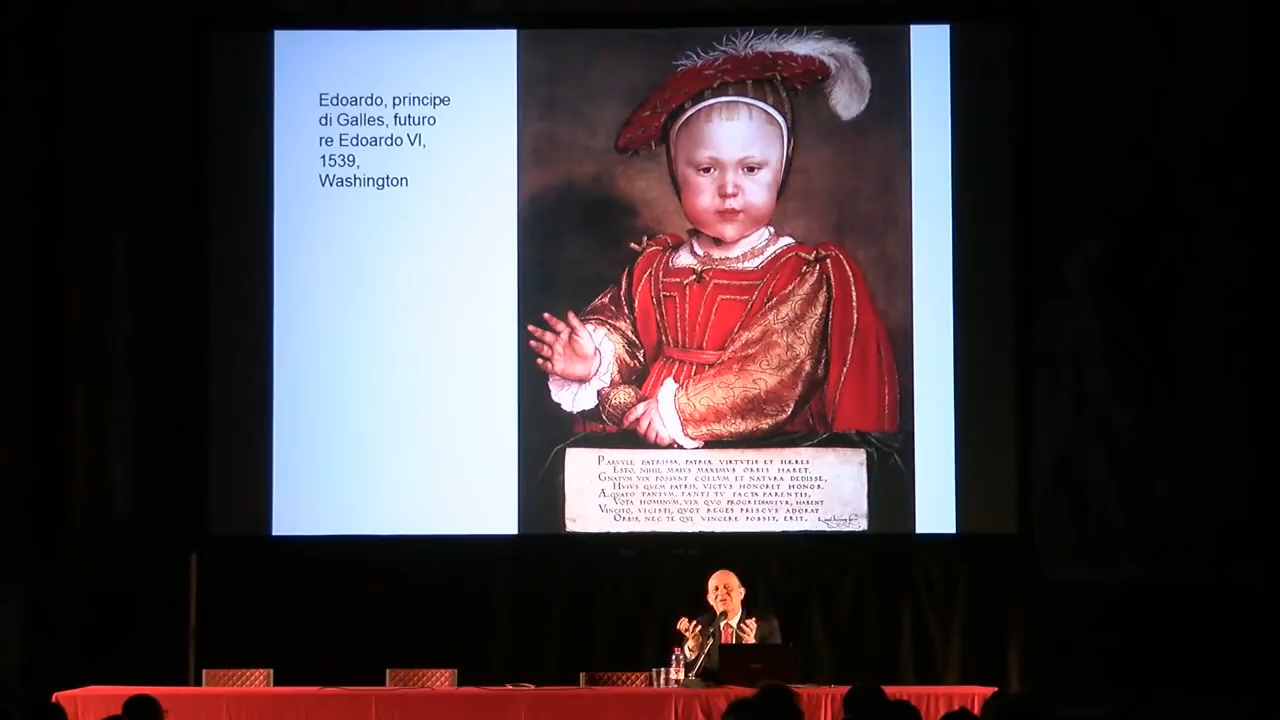 Edoardo, principe
di Galles, futuro
re Edoardo VI,
1539,
Washington
PARVVLE PATRISSA, PATRIÆ VIRTVTIS ET HÆRES
ESTO, NIHIL MAIVS MAXIMVS ORBIS HABET.
GNATVM VIX POSSVNT COELVM ET NATVRA DEDISSE,
HVIVS QVEM PATRIS, VICTVS HONORET HONOS.
ÆQVATO TANTVM, TANTI TV FACTA PARENTIS,
VOTA HOMINVM, VIX QVO PROGREDIANTVR, HABENT
VINCITO, VICISTI, QVOT REGES PRISCVS ADORAT
ORBIS, NEC TE QVI VINCERE POSSIT, ERIT.